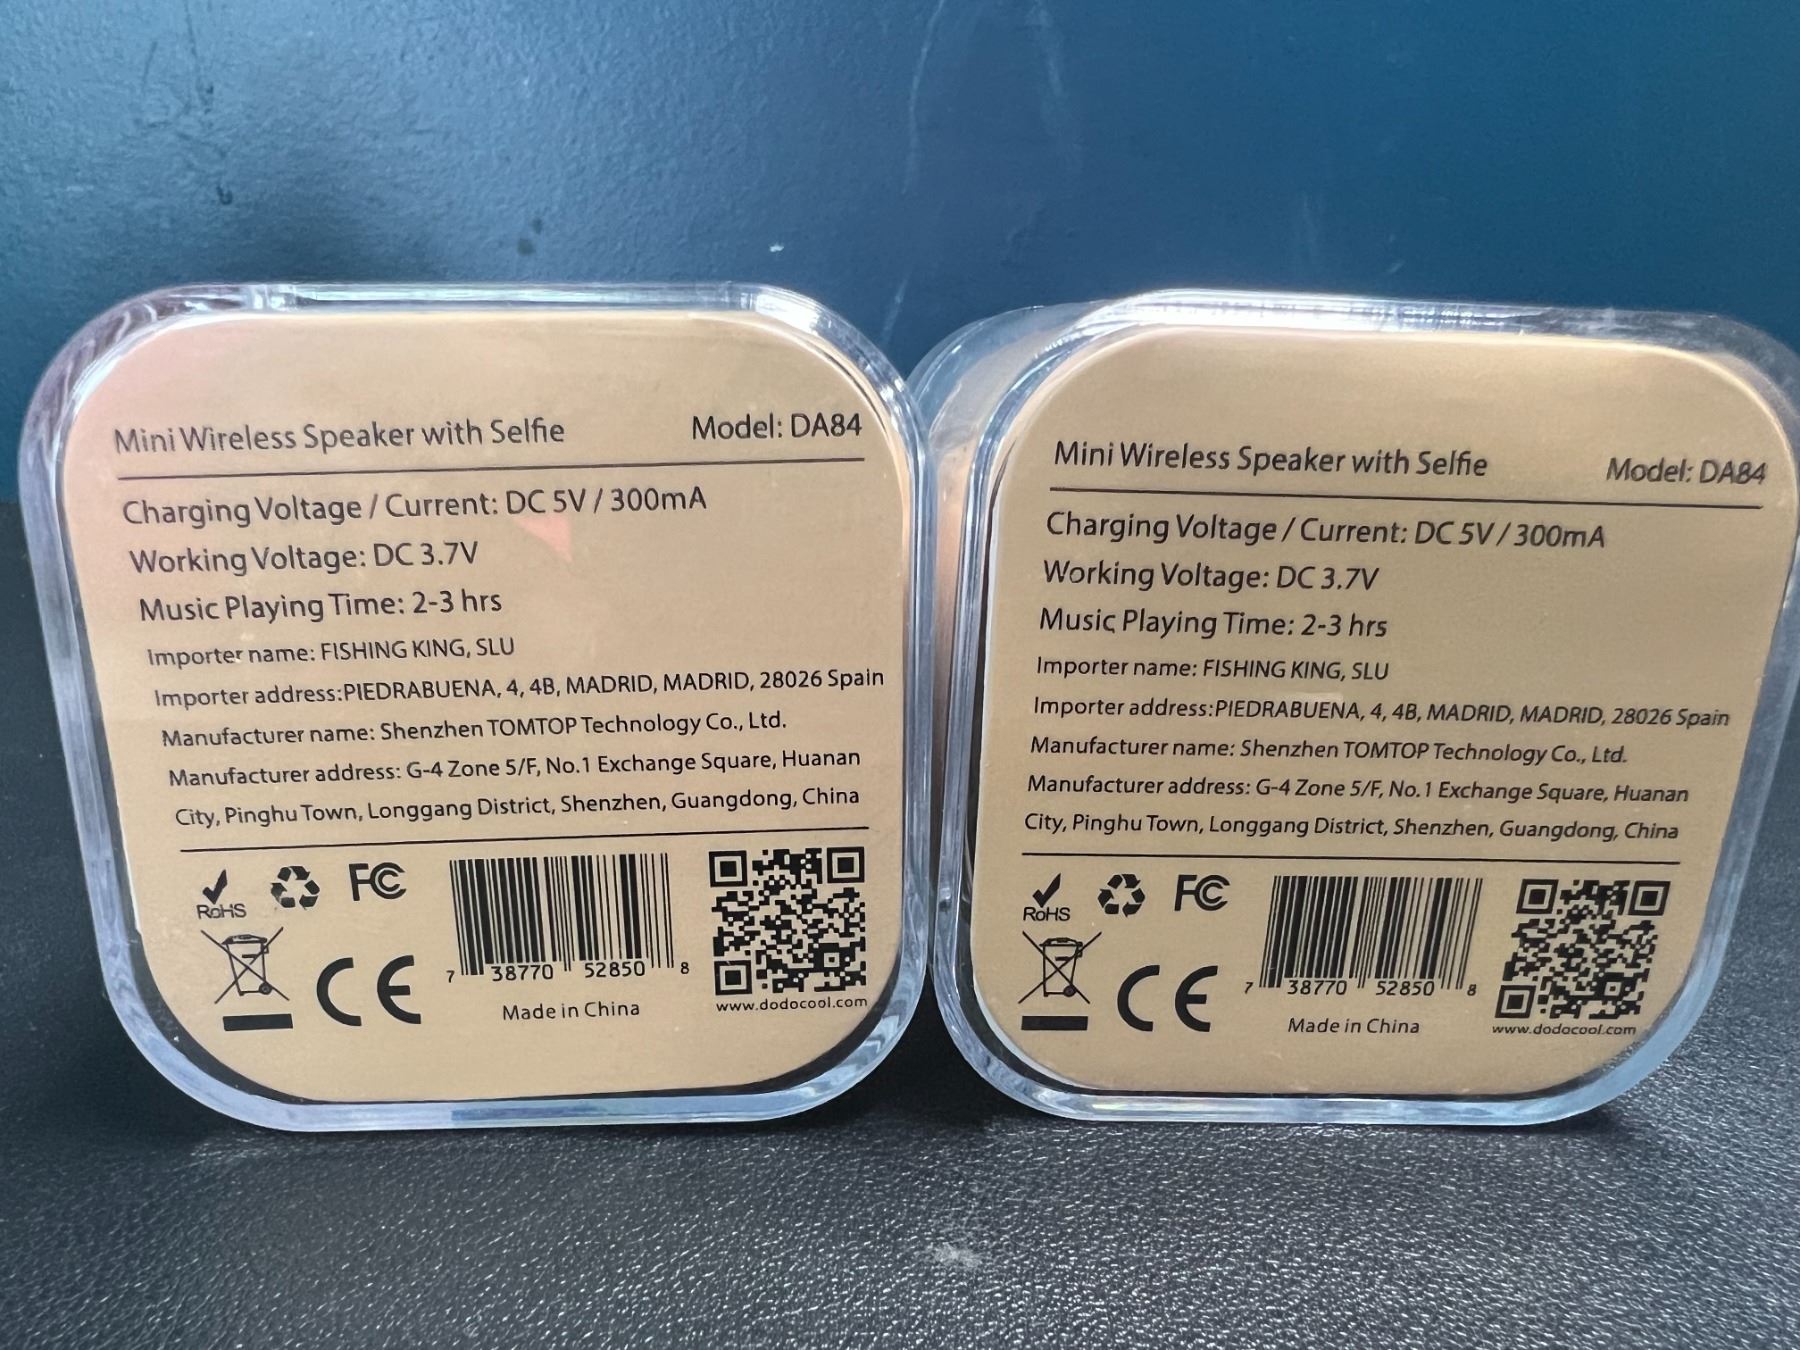 Mini Wireless Speaker with Selfie Model: DA84
Charging Voltage / Current: DC 5V / 300mA
Working Voltage: DC 3.7V
Music Playing Time: 2-3 hrs
Importer name: FISHING KING, SLU
Importer address:PIEDRABUENA, 4, 4B, MADRID, MADRID, 28026 Spain
Manufacturer name: Shenzhen TOMTOP Technology Co., Ltd.
Manufacturer address: G-4 Zone 5/F, No.1 Exchange Square, Huanan
City, Pinghu Town, Longgang District, Shenzhen, Guangdong, China
RoHS
FC
CE
7 38770 52850 8
Made in China
www.dodocool.com
Mini Wireless Speaker with Selfie Model: DA84
Charging Voltage / Current: DC 5V / 300mA
Working Voltage: DC 3.7V
Music Playing Time: 2-3 hrs
Importer name: FISHING KING, SLU
Importer address:PIEDRABUENA, 4, 4B, MADRID, MADRID, 28026 Spain
Manufacturer name: Shenzhen TOMTOP Technology Co., Ltd.
Manufacturer address: G-4 Zone 5/F, No.1 Exchange Square, Huanan
City, Pinghu Town, Longgang District, Shenzhen, Guangdong, China
RoHS
FC
CE
7 38770 52850 8
Made in China
www.dodocool.com